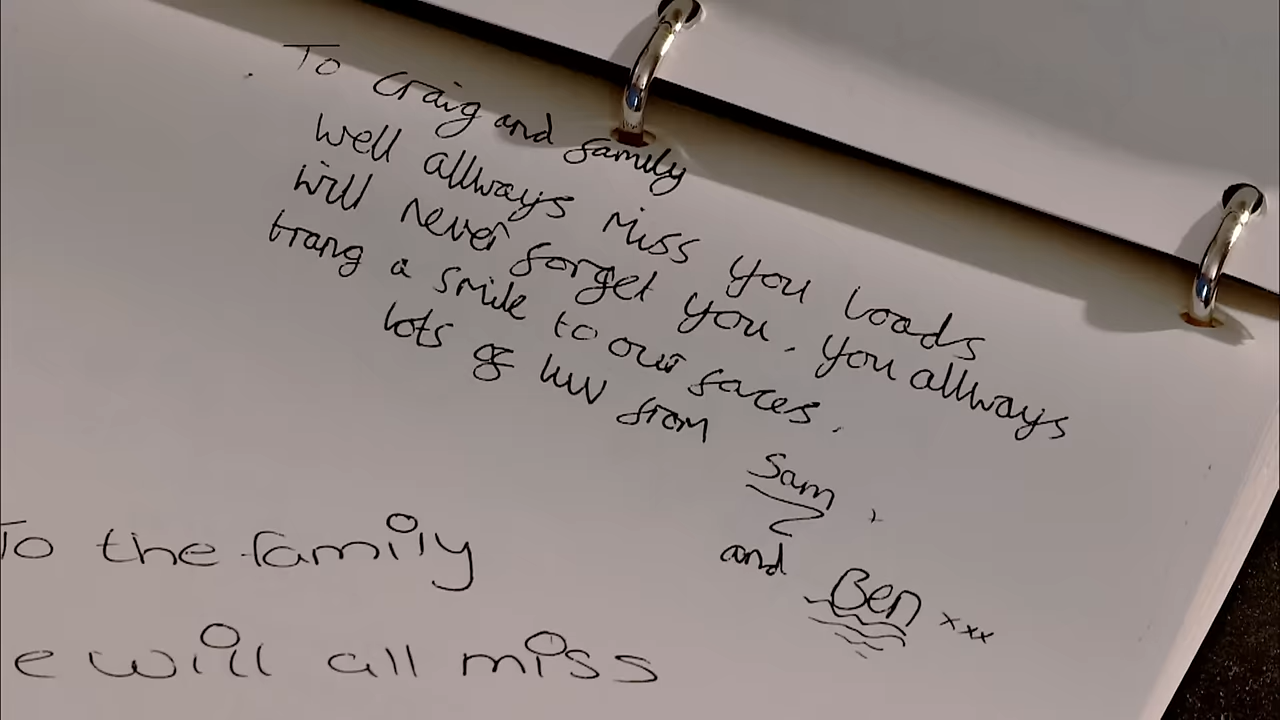 To Craig and family
well allways miss you loads
will never forget you. you allways
brang a smile to our faces.
lots of luv from
Sam
and Ben xxx
To the family
e will all miss